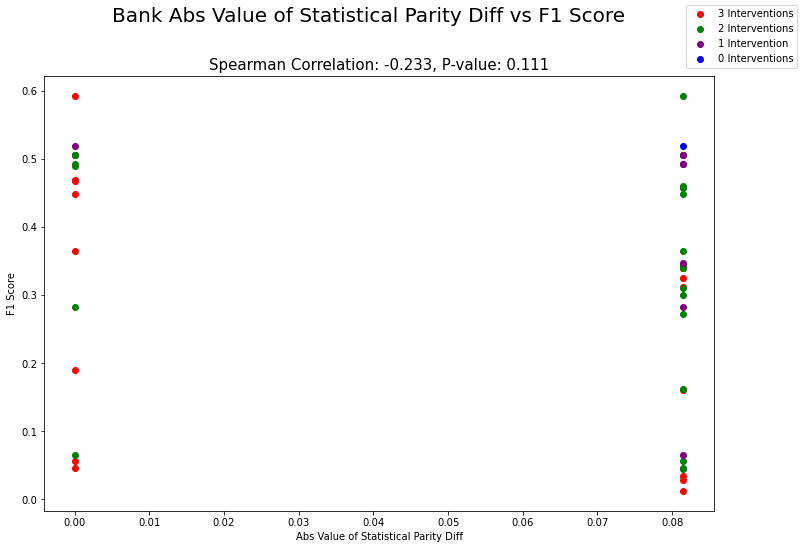 Bank Abs Value of Statistical Parity Diff vs F1 Score
3 Interventions
2 Interventions
1 Intervention
0 Interventions
Spearman Correlation: -0.233, P-value: 0.111
0.6
0.5
0.4
0.3
0.2
0.1
0.0
F1 Score
0.00 0.01 0.02 0.03 0.04 0.05 0.06 0.07 0.08
Abs Value of Statistical Parity Diff